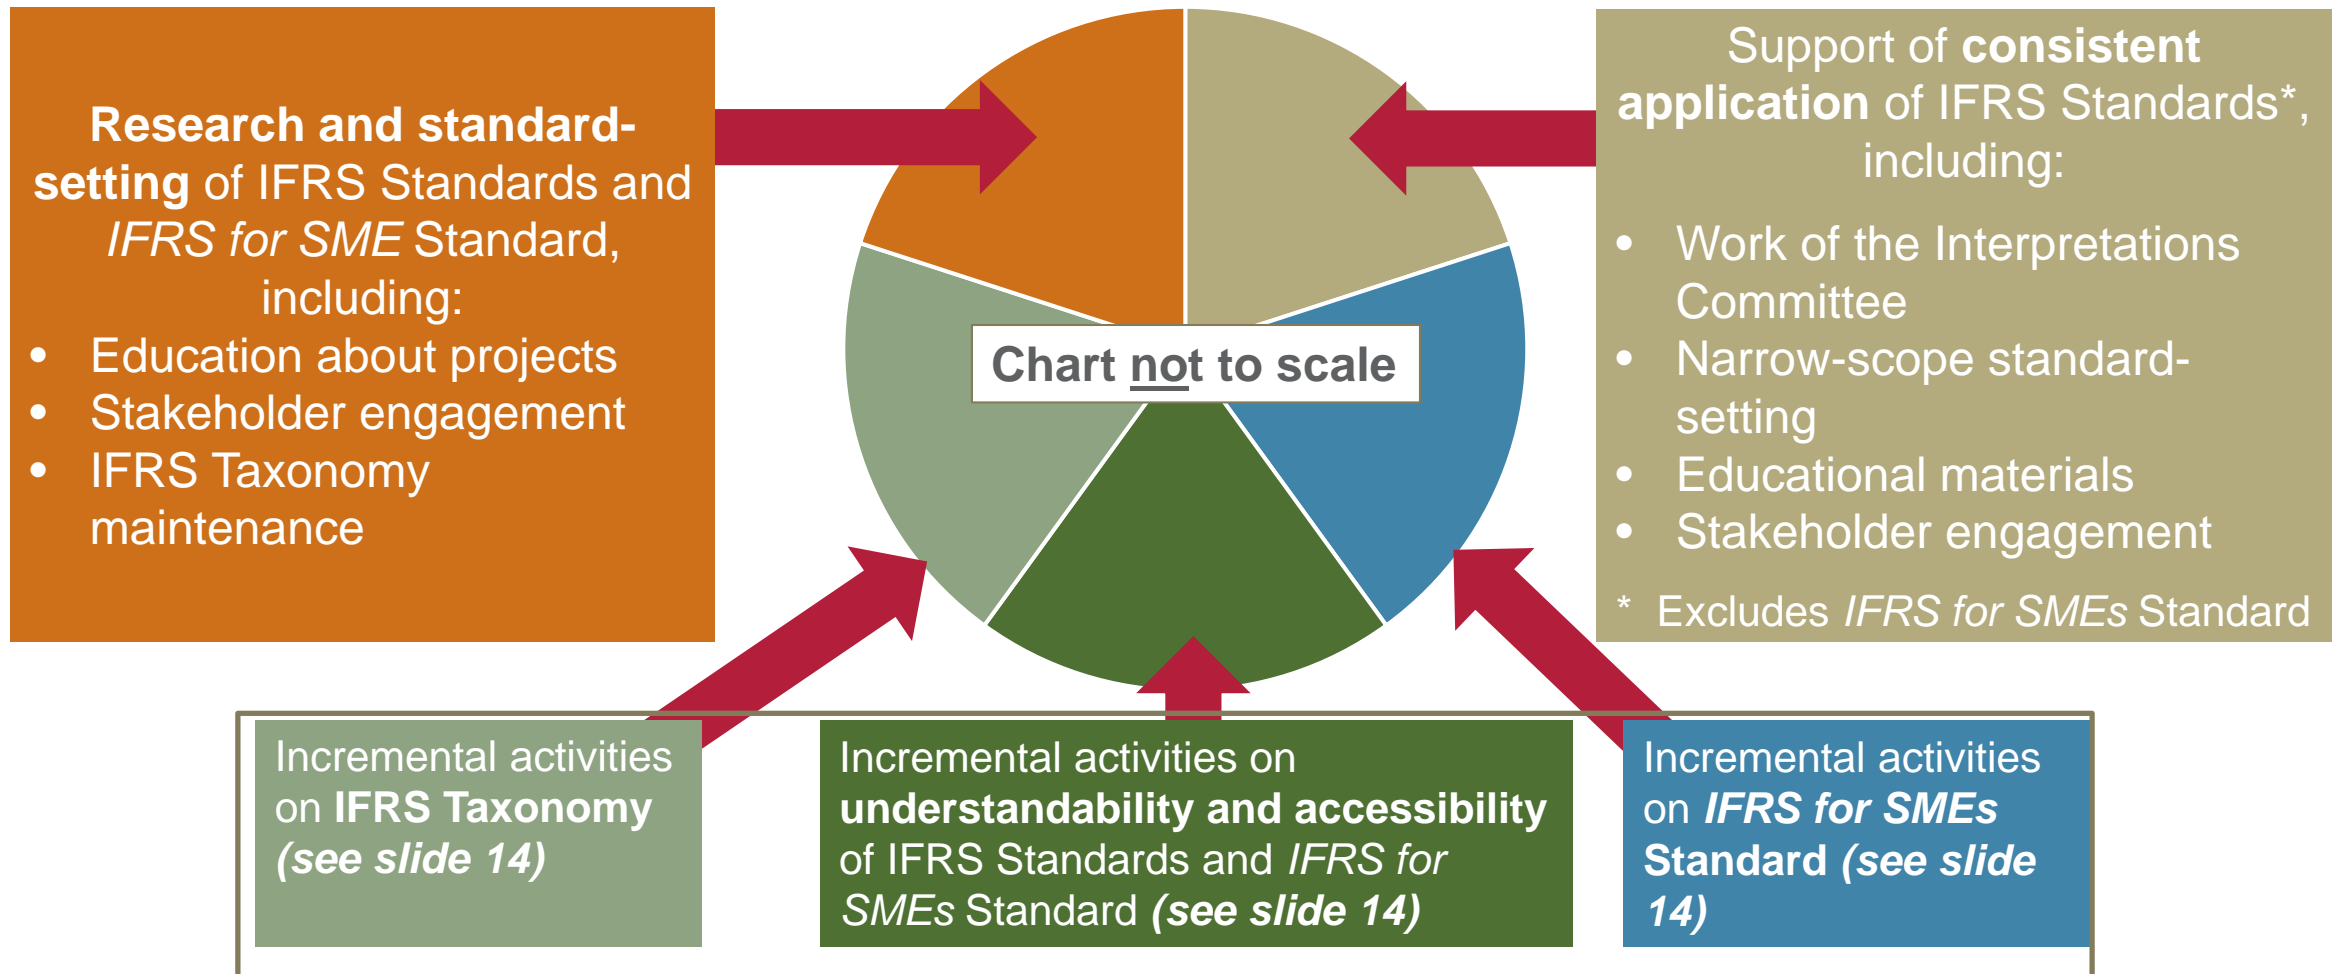 Research and standard-
setting of IFRS Standards and
IFRS for SME Standard,
including:
• Education about projects
• Stakeholder engagement
• IFRS Taxonomy
maintenance
Chart not to scale
Support of consistent
application of IFRS Standards*,
including:
• Work of the Interpretations
Committee
• Narrow-scope standard-
setting
• Educational materials
• Stakeholder engagement
* Excludes IFRS for SMEs Standard
Incremental activities
on IFRS Taxonomy
(see slide 14)
Incremental activities on
understandability and accessibility
of IFRS Standards and IFRS for
SMEs Standard (see slide 14)
Incremental activities
on IFRS for SMEs
Standard (see slide
14)